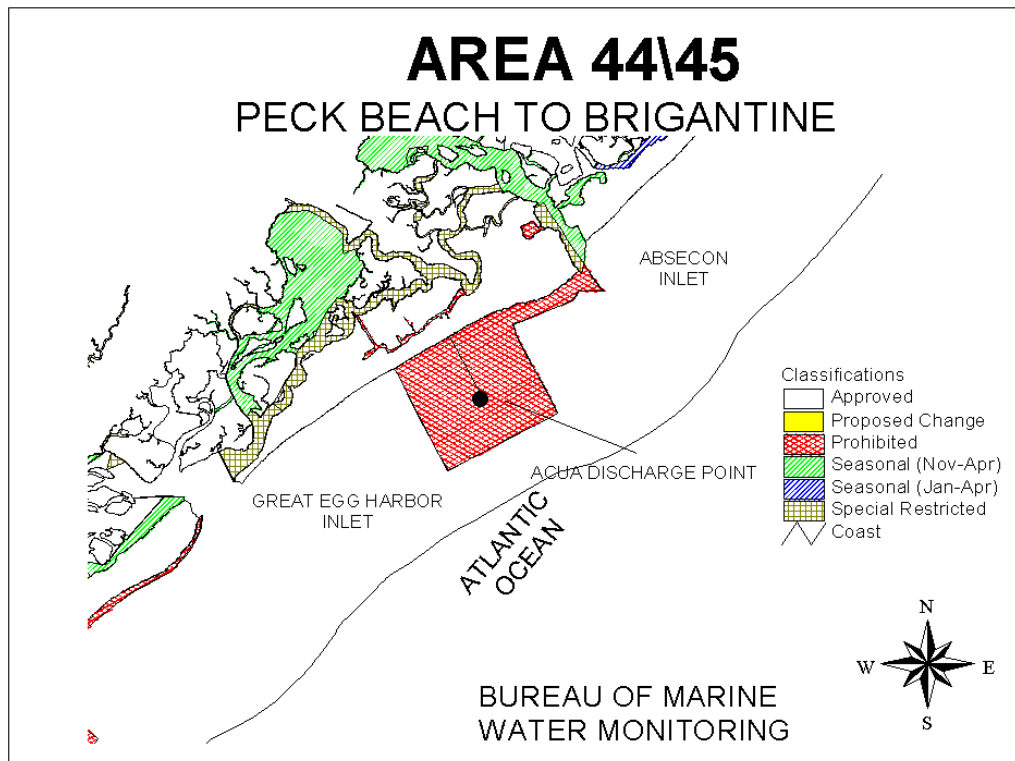 AREA 44\45
PECK BEACH TO BRIGANTINE
ABSECON
INLET
Classifications
Approved
Proposed Change
Prohibited
Seasonal (Nov-Apr)
Seasonal (Jan-Apr)
Special Restricted
Coast
ACUA DISCHARGE POINT
GREAT EGG HARBOR
INLET
ATLANTIC
OCEAN
N
W
E
S
BUREAU OF MARINE
WATER MONITORING